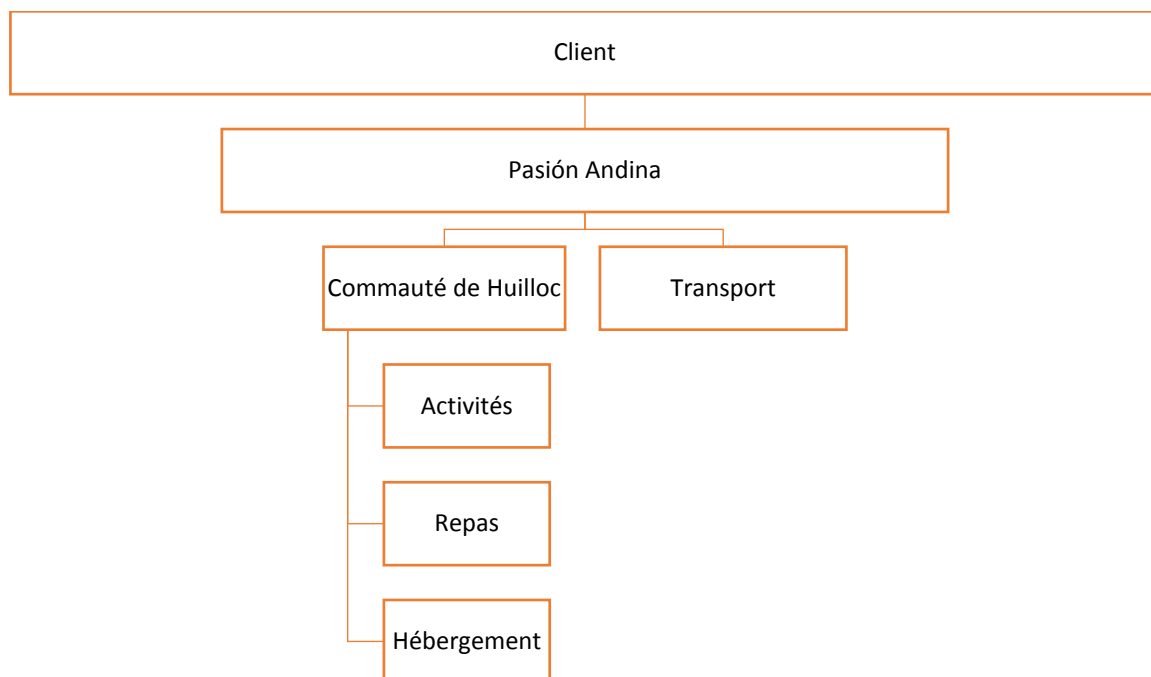 Client
Pasión Andina
Commauté de Huilloc
Transport
Activités
Repas
Hébergement